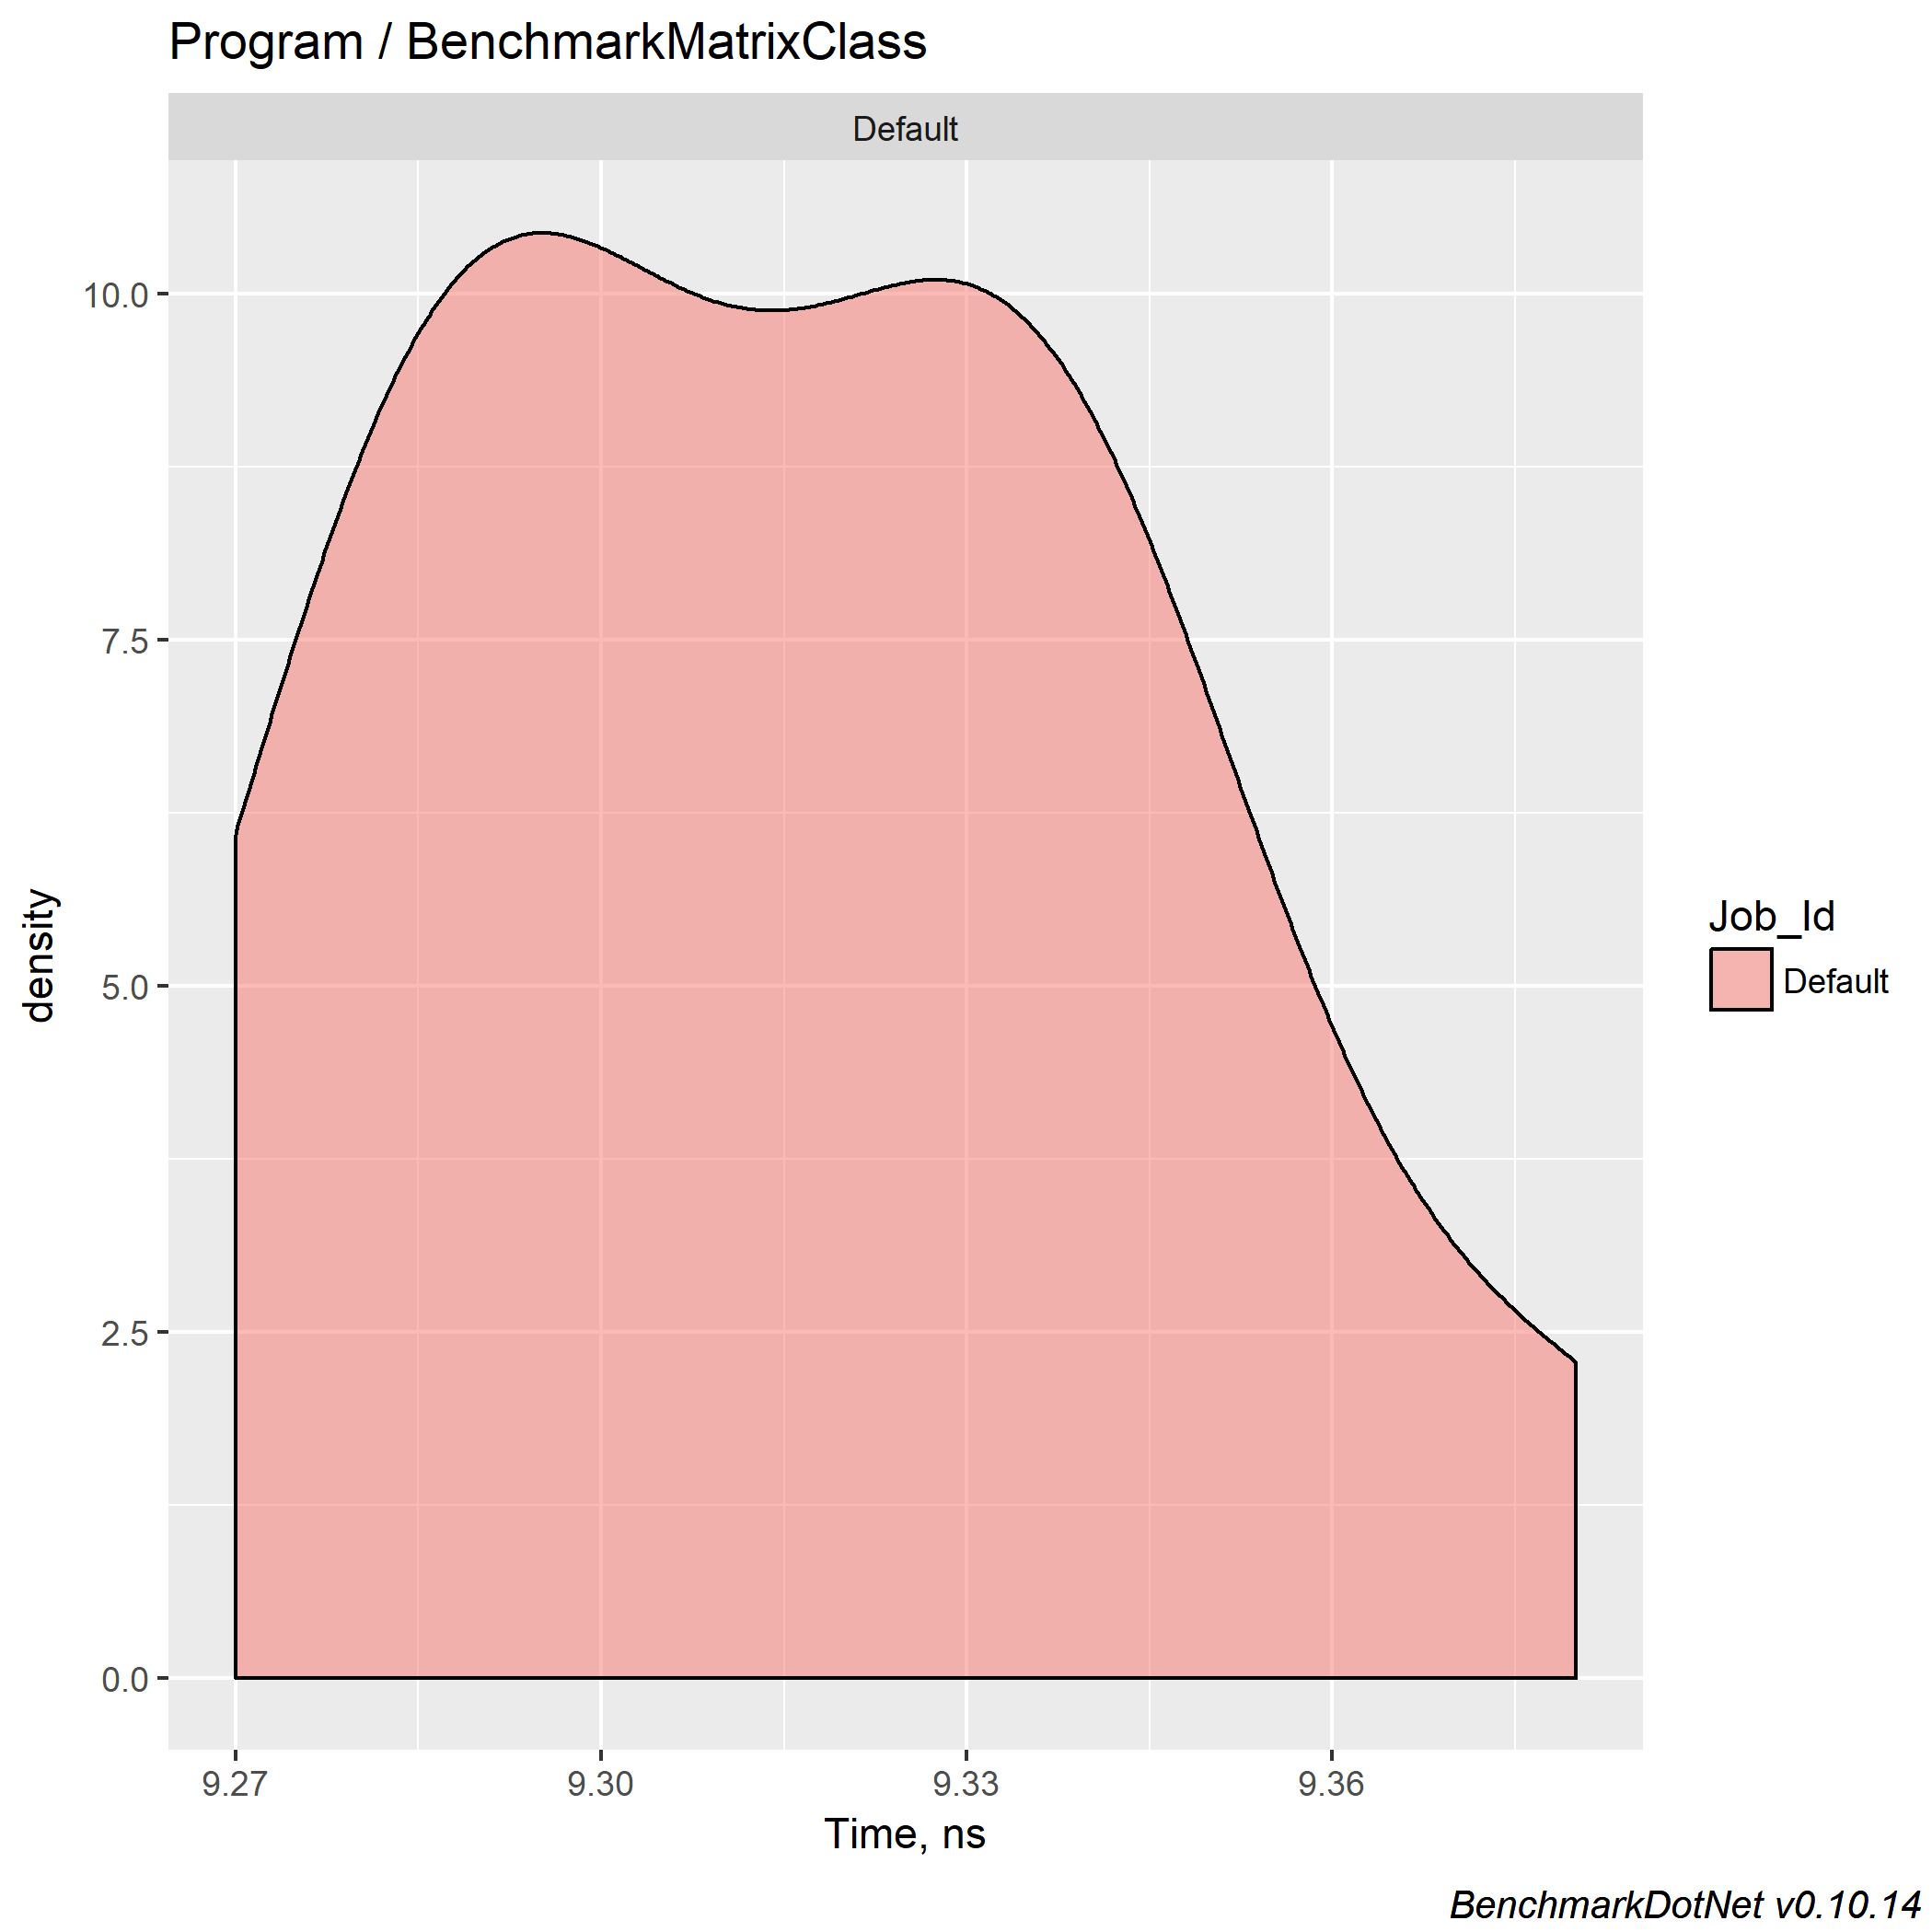 Program / BenchmarkMatrixClass
Default
10.0
7.5
5.0
2.5
0.0
density
9.27 9.30 9.33 9.36
Time, ns
Job_Id
Default
BenchmarkDotNet v0.10.14